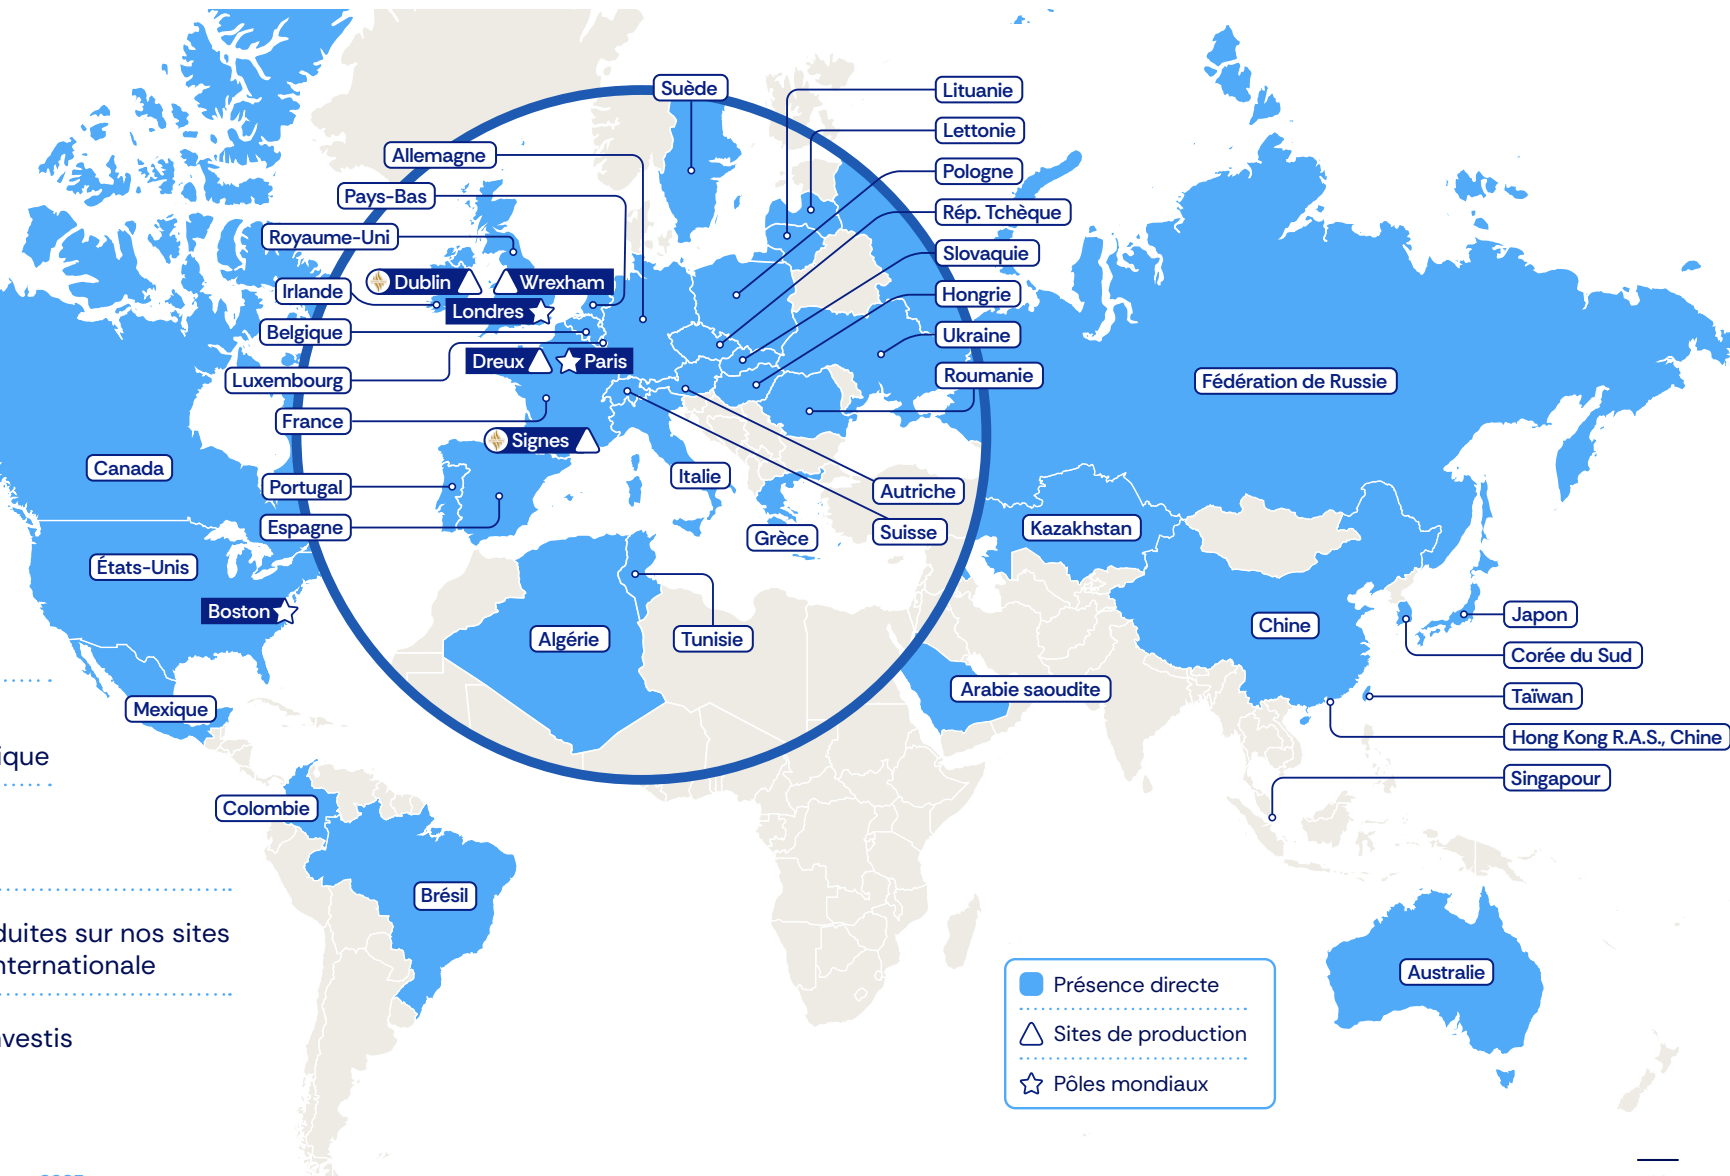 Suède
Lituanie
Lettonie
Allemagne
Pologne
Pays-Bas
Rép. Tchèque
Royaume-Uni
Slovaquie
Dublin
Wrexham
Irlande
Hongrie
Londres
Belgique
Ukraine
Dreux
Paris
Luxembourg
Roumanie
Fédération de Russie
France
Signes
Canada
Italie
Portugal
Autriche
Espagne
Grèce
Suisse
Kazakhstan
États-Unis
Boston
Japon
Algérie
Tunisie
Chine
Corée du Sud
Arabie saoudite
Taïwan
Mexique
Hong Kong R.A.S., Chine
ique
Singapour
Colombie
Brésil
duites sur nos sites
nternationale
Australie
Présence directe
Sites de production
nvestis
Pôles mondiaux